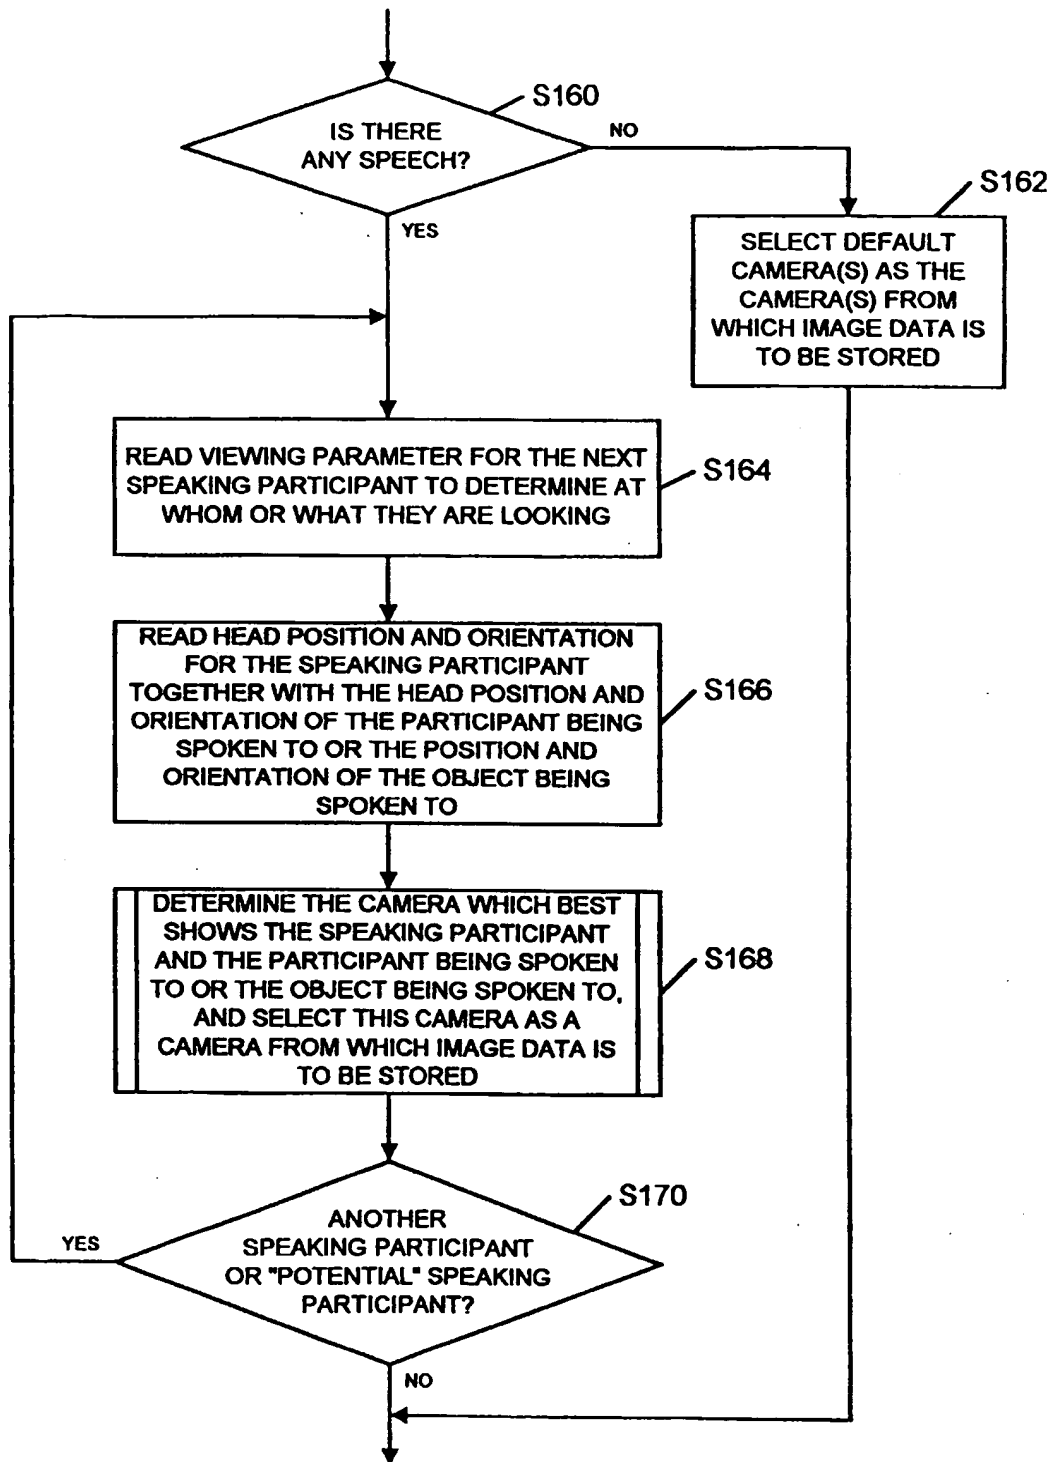 S160
IS THERE
ANY SPEECH?
NO
YES
S162
SELECT DEFAULT
CAMERA(S) AS THE
CAMERA(S) FROM
WHICH IMAGE DATA IS
TO BE STORED
READ VIEWING PARAMETER FOR THE NEXT
SPEAKING PARTICIPANT TO DETERMINE AT
WHOM OR WHAT THEY ARE LOOKING
S164
READ HEAD POSITION AND ORIENTATION
FOR THE SPEAKING PARTICIPANT
TOGETHER WITH THE HEAD POSITION AND
ORIENTATION OF THE PARTICIPANT BEING
SPOKEN TO OR THE POSITION AND
ORIENTATION OF THE OBJECT BEING
SPOKEN TO
S166
DETERMINE THE CAMERA WHICH BEST
SHOWS THE SPEAKING PARTICIPANT
AND THE PARTICIPANT BEING SPOKEN
TO OR THE OBJECT BEING SPOKEN TO,
AND SELECT THIS CAMERA AS A
CAMERA FROM WHICH IMAGE DATA IS
TO BE STORED
S168
S170
ANOTHER
SPEAKING PARTICIPANT
OR "POTENTIAL" SPEAKING
PARTICIPANT?
YES
NO